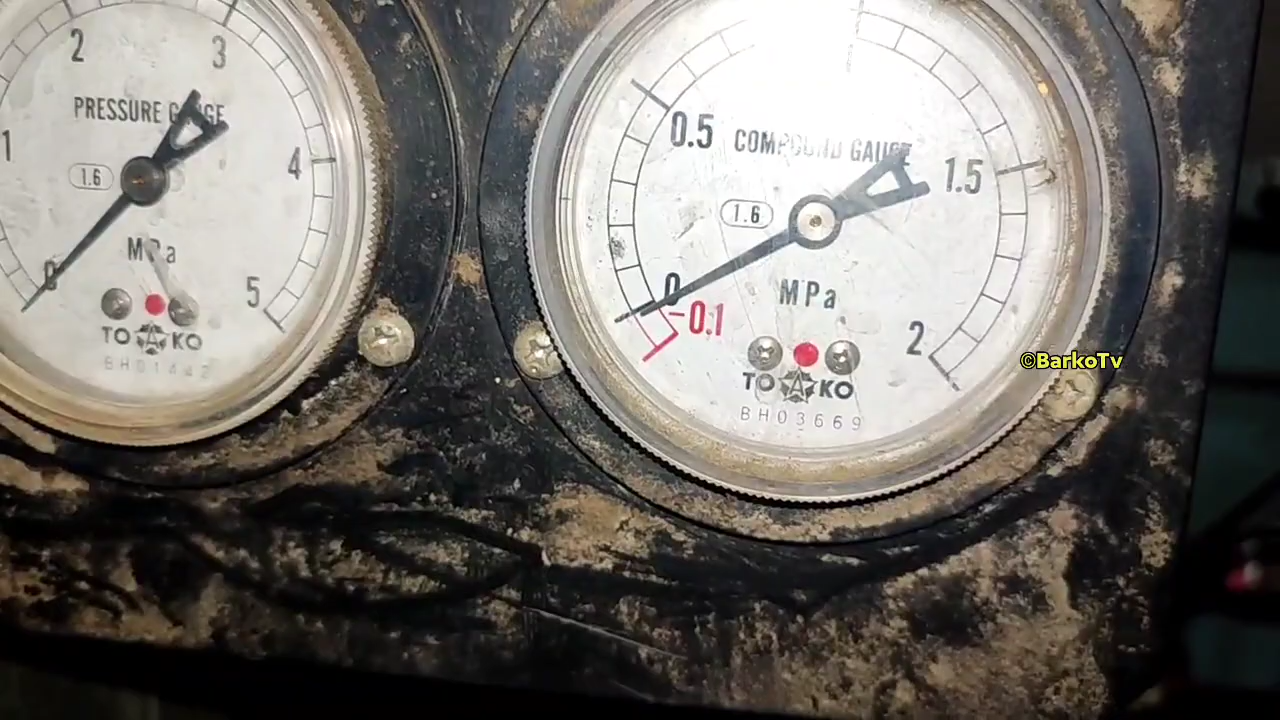 2 3
PRESSURE GAUGE
1 4
1.6
MPa
0 5
TOAKO
BH01442
0.5 COMPOUND GAUGE 1.5
1.6
0 MPa
-0.1 2
TOAKO
BH03669
©BarkoTv